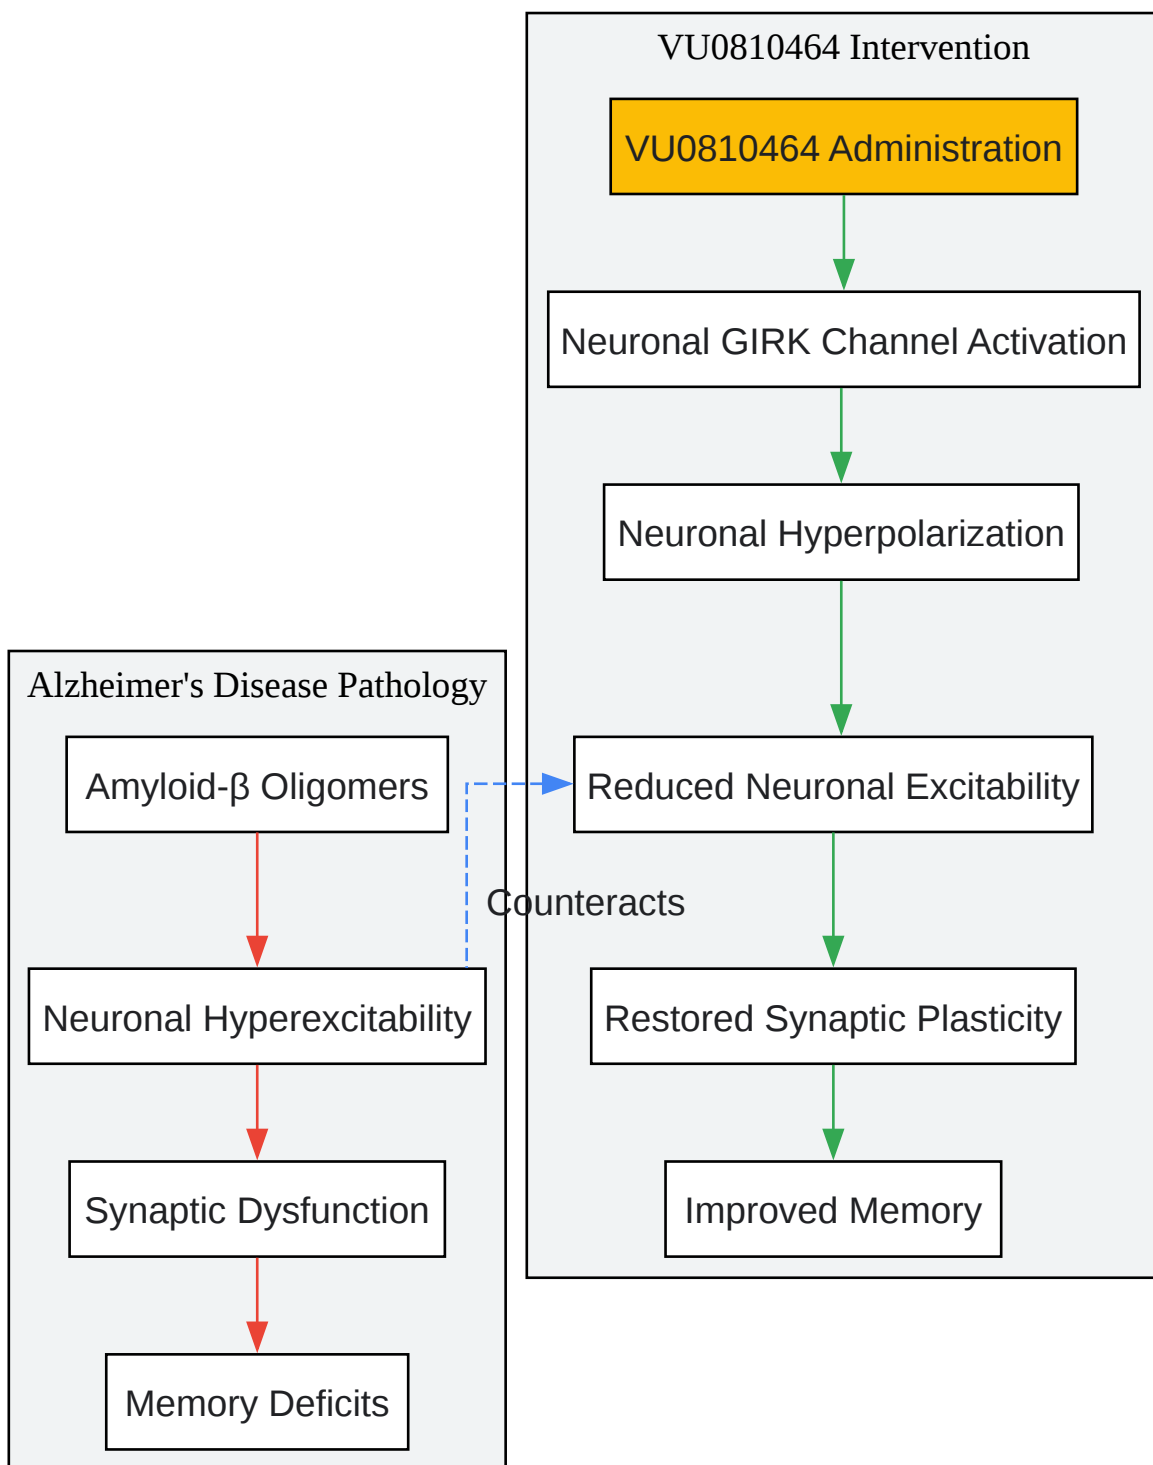 VU0810464 Intervention
VU0810464 Administration
Neuronal GIRK Channel Activation
Neuronal Hyperpolarization
Reduced Neuronal Excitability
Restored Synaptic Plasticity
Improved Memory
Counteracts
Alzheimer's Disease Pathology
Amyloid-β Oligomers
Neuronal Hyperexcitability
Synaptic Dysfunction
Memory Deficits